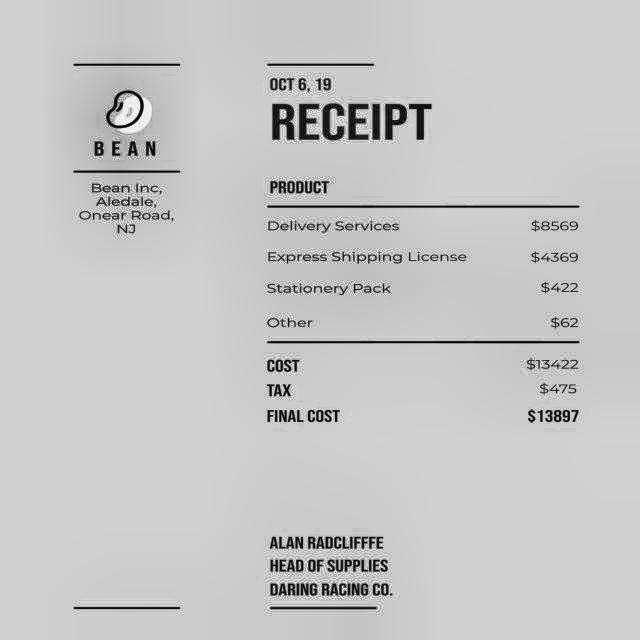 BEAN
Bean Inc,
Aledale,
Onear Road,
NJ
OCT 6, 19
RECEIPT
PRODUCT
Delivery Services $8569
Express Shipping License $4369
Stationery Pack $422
Other $62
COST $13422
TAX $475
FINAL COST $13897
ALAN RADCLIFFFE
HEAD OF SUPPLIES
DARING RACING CO.